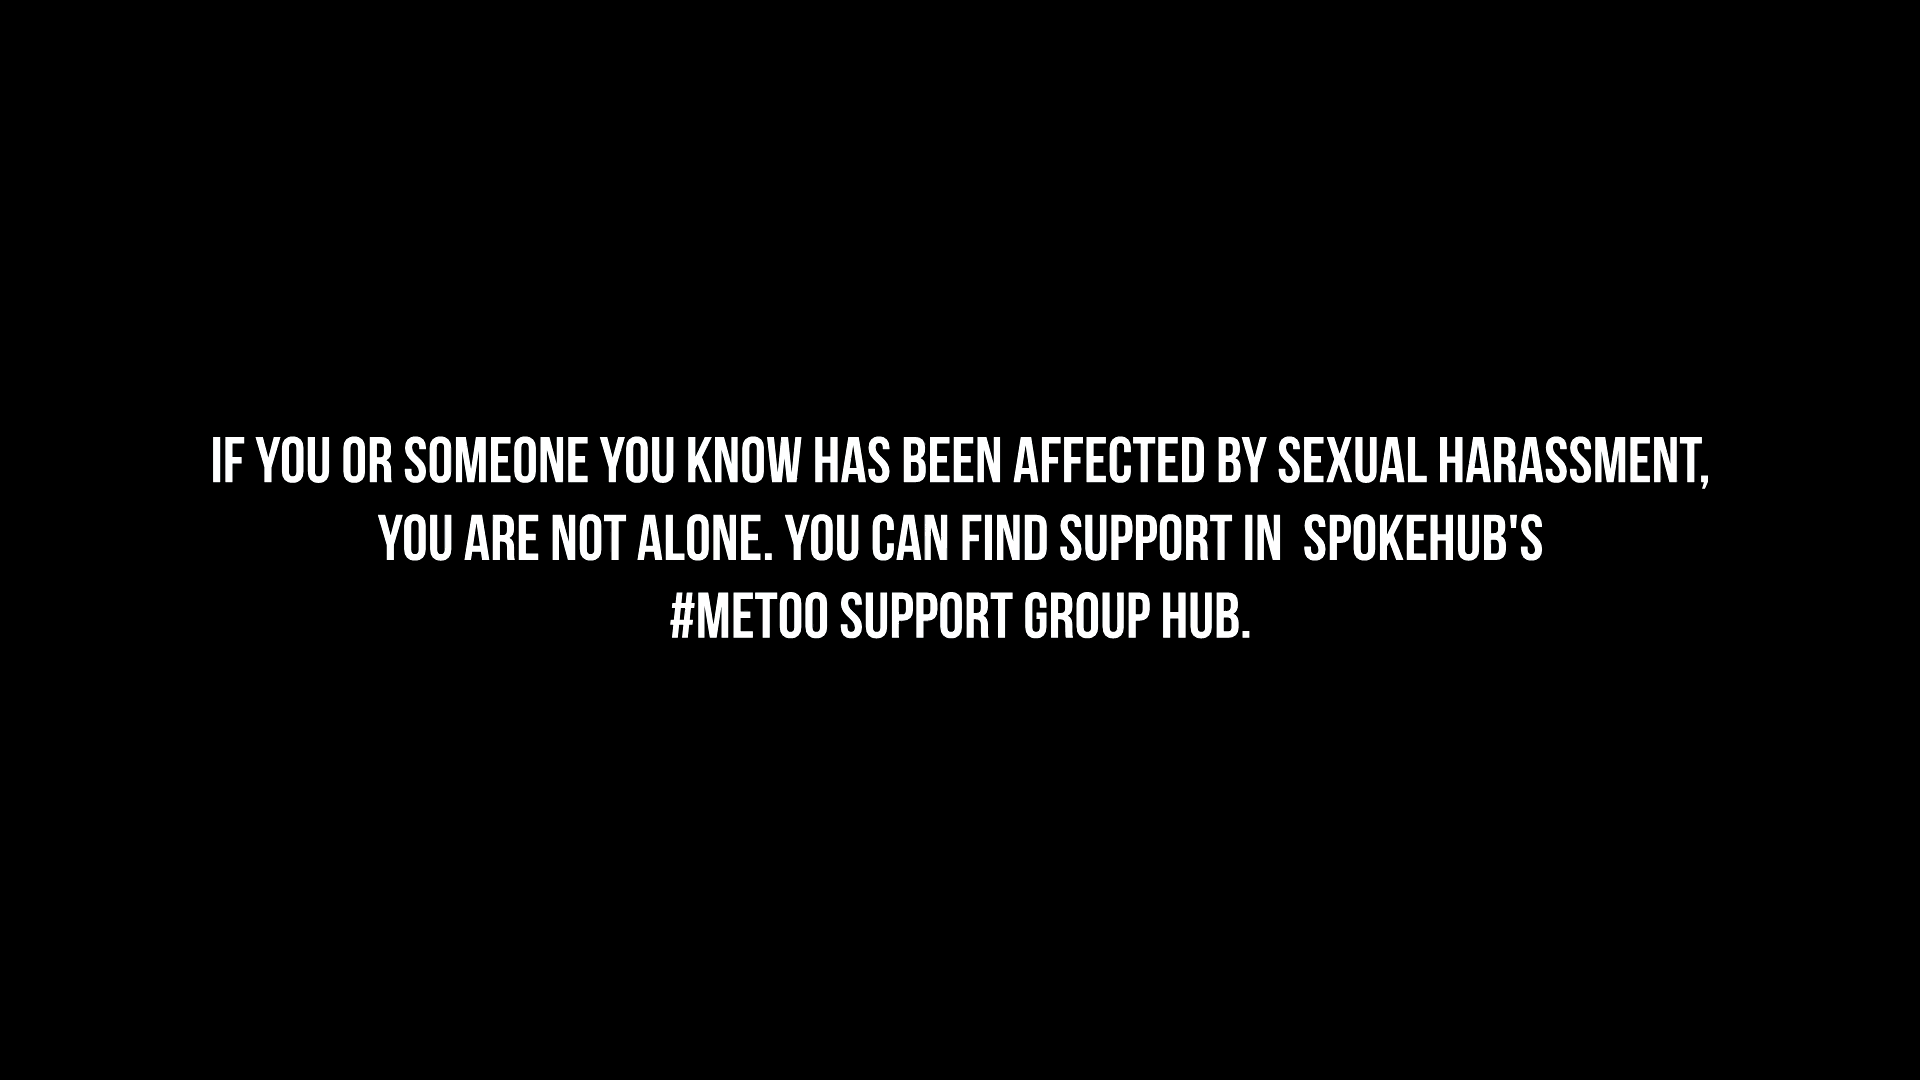 IF YOU OR SOMEONE YOU KNOW HAS BEEN AFFECTED BY SEXUAL HARASSMENT,
YOU ARE NOT ALONE. YOU CAN FIND SUPPORT IN  SPOKEHUB'S
#METOO SUPPORT GROUP HUB.